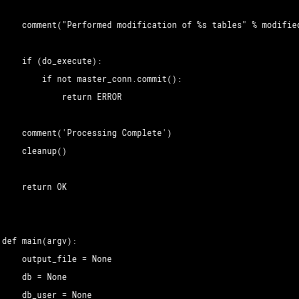 comment("Performed modification of %s tables" % modified
if (do_execute):
if not master_conn.commit():
return ERROR
comment('Processing Complete')
cleanup()
return OK
def main(argv):
output_file = None
db = None
db_user = None